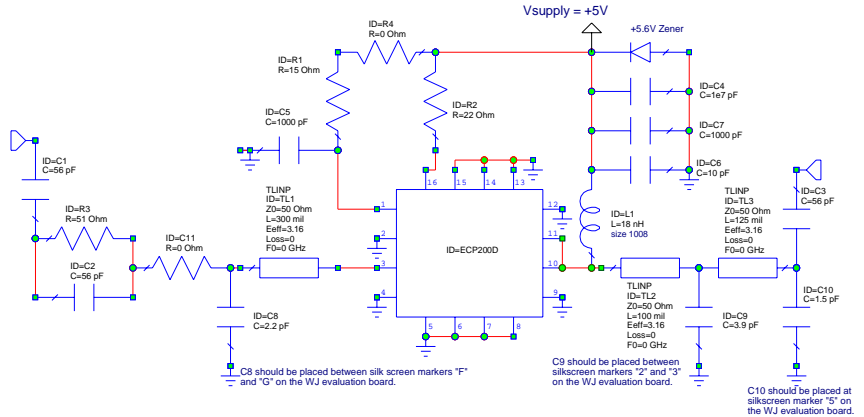 Vsupply = +5V
ID=R4
R=0 Ohm
+5.6V Zener
ID=R1
R=15 Ohm
ID=C4
C=1e7 pF
ID=C5
C=1000 pF
ID=R2
R=22 Ohm
ID=C7
C=1000 pF
ID=C6
C=10 pF
ID=C1
C=56 pF
16
15
14
13
TLINP
ID=TL1
Z0=50 Ohm
L=300 mil
Eeff=3.16
Loss=0
F0=0 GHz
TLINP
ID=TL3
Z0=50 Ohm
L=125 mil
Eeff=3.16
Loss=0
F0=0 GHz
ID=C3
C=56 pF
ID=R3
R=51 Ohm
1
12
ID=L1
L=18 nH
size 1008
2
11
ID=ECP200D
ID=C11
R=0 Ohm
3
10
ID=C2
C=56 pF
4
9
TLINP
ID=TL2
Z0=50 Ohm
L=100 mil
Eeff=3.16
Loss=0
F0=0 GHz
ID=C10
C=1.5 pF
ID=C8
C=2.2 pF
ID=C9
C=3.9 pF
5
6
7
8
C8 should be placed between silk screen markers "F"
and "G" on the WJ evaluation board.
C9 should be placed between
silkscreen markers "2" and "3"
on the WJ evaluation board.
C10 should be placed at
silkscreen marker "5" on
the WJ evaluation board.